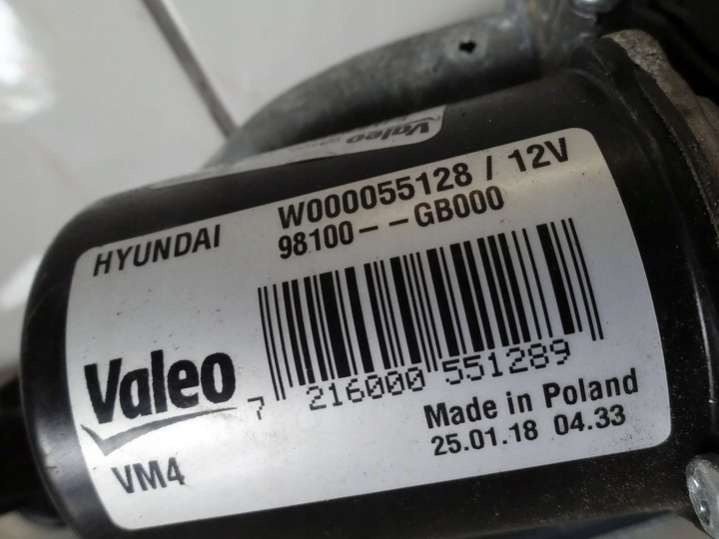 Valeo
HYUNDAI
W000055128 / 12V
98100--GB000
Valeo
7 216000 551289
Made in Poland
25.01.18 04.33
VM4